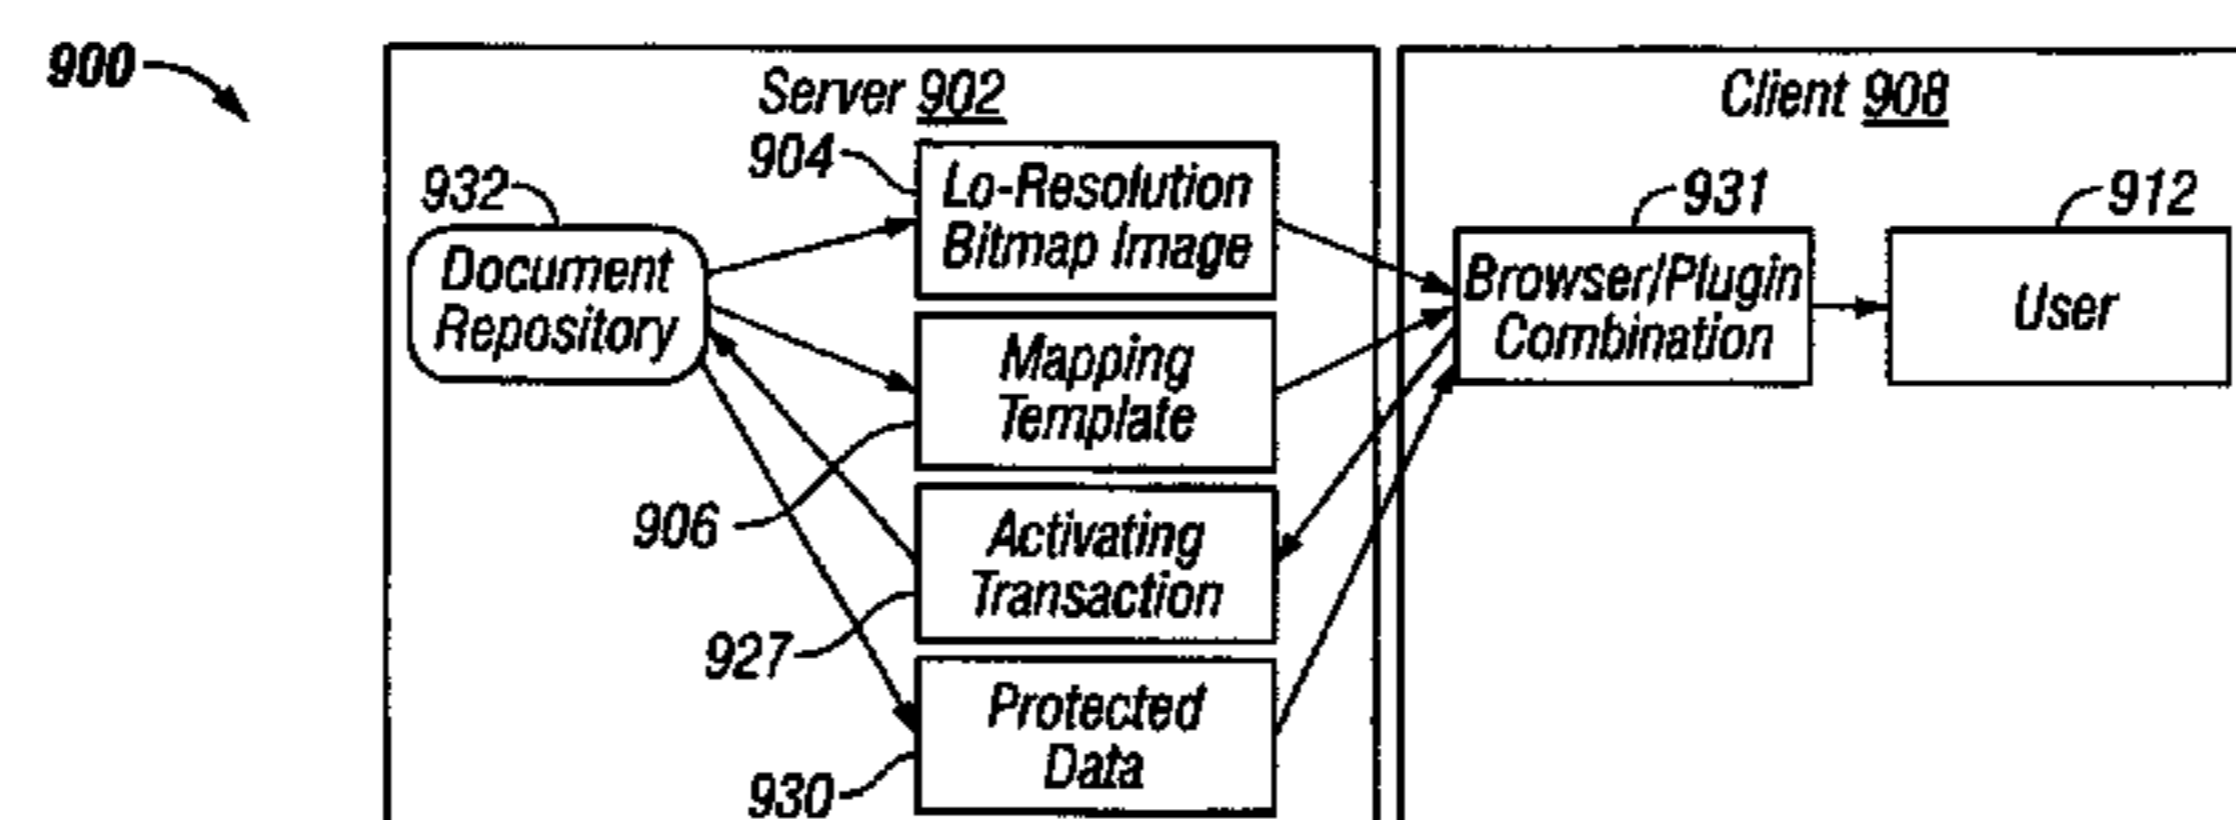 900
Server 902
Client 908
904
Lo-Resolution
Bitmap Image
932
Document
Repository
931
Browser/Plugin
Combination
912
User
Mapping
Template
906
Activating
Transaction
927
Protected
Data
930